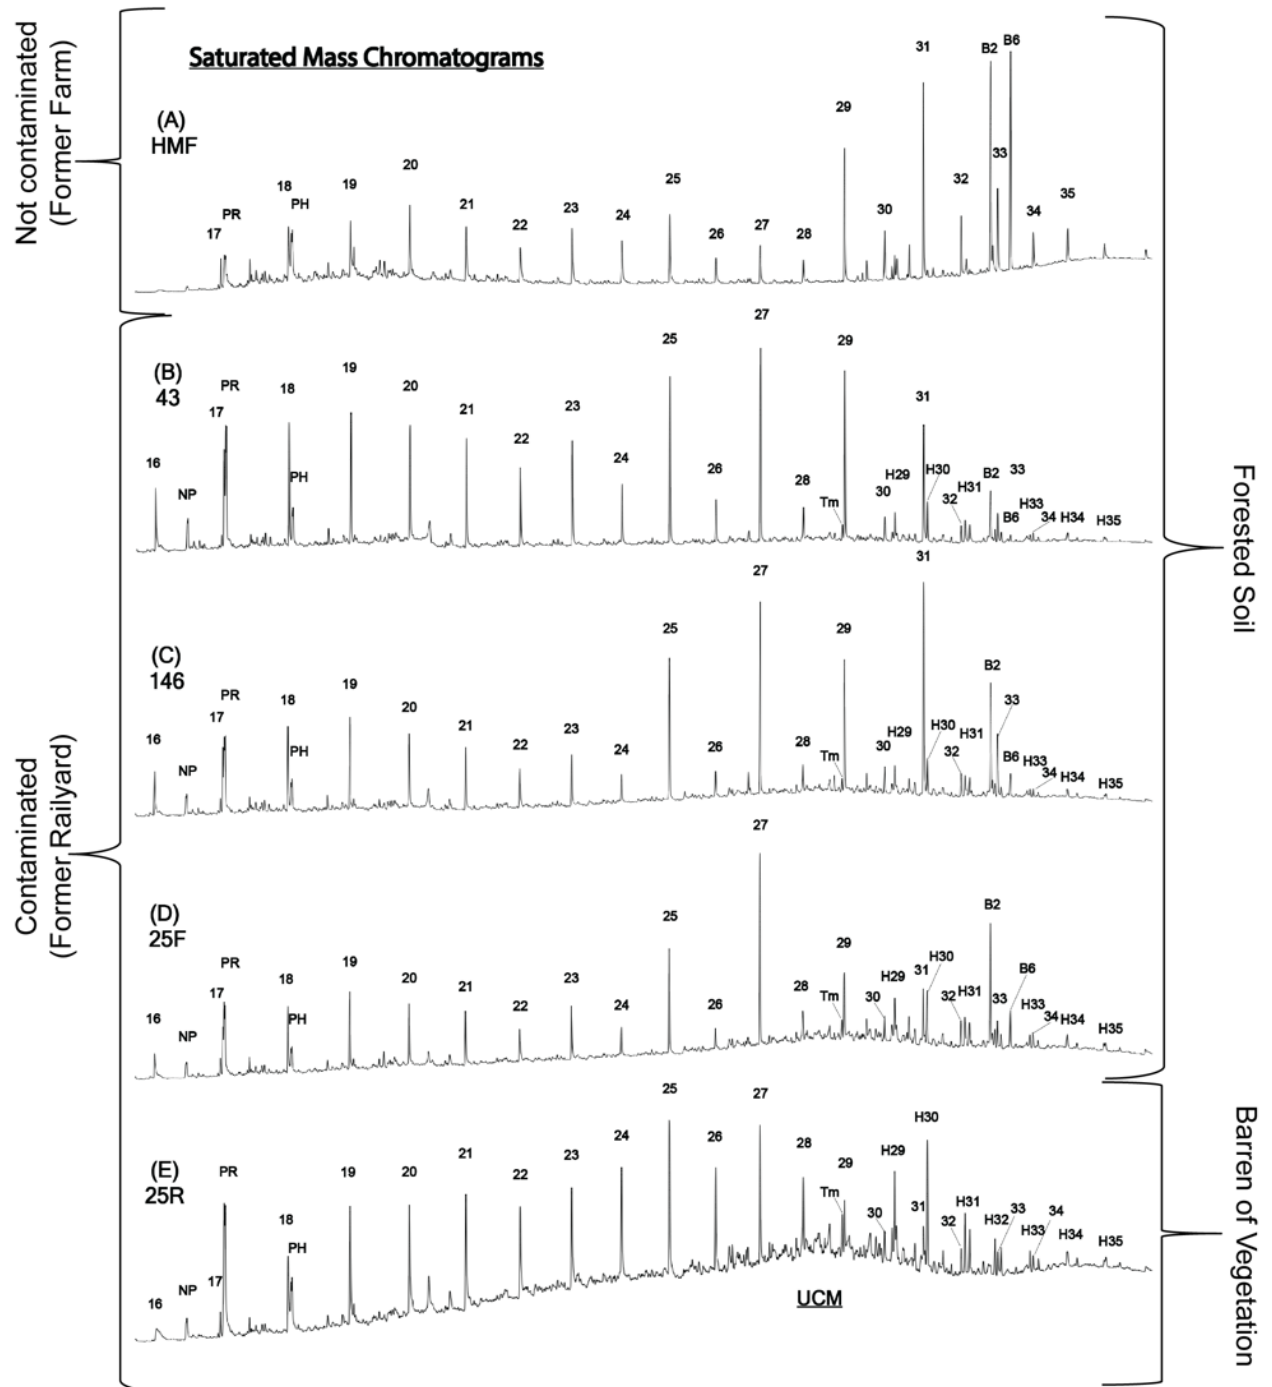 Saturated Mass Chromatograms
Not contaminated
(Former Farm)
(A)
HMF
17
PR
18
PH
19
20
21
22
23
24
25
26
27
28
29
30
31
32
B2
33
B6
34
35
Contaminated
(Former Railyard)
(B)
43
16
NP
17
PR
18
PH
19
20
21
22
23
24
25
26
27
28
Tm
29
30
H29
31
H30
32
H31
B2
33
B6
H33
34
H34
H35
(C)
146
16
NP
17
PR
18
PH
19
20
21
22
23
24
25
26
27
28
Tm
29
30
H29
31
H30
32
H31
B2
33
B6
H33
34
H34
H35
(D)
25F
16
NP
17
PR
18
PH
19
20
21
22
23
24
25
26
27
28
Tm
29
30
H29
31
H30
32
H31
B2
33
B6
H33
34
H34
H35
(E)
25R
16
NP
17
PR
18
PH
19
20
21
22
23
24
25
26
27
28
Tm
29
30
H29
31
H30
32
H31
H32
33
H33
34
H34
H35
UCM
Forested Soil
Barren of Vegetation